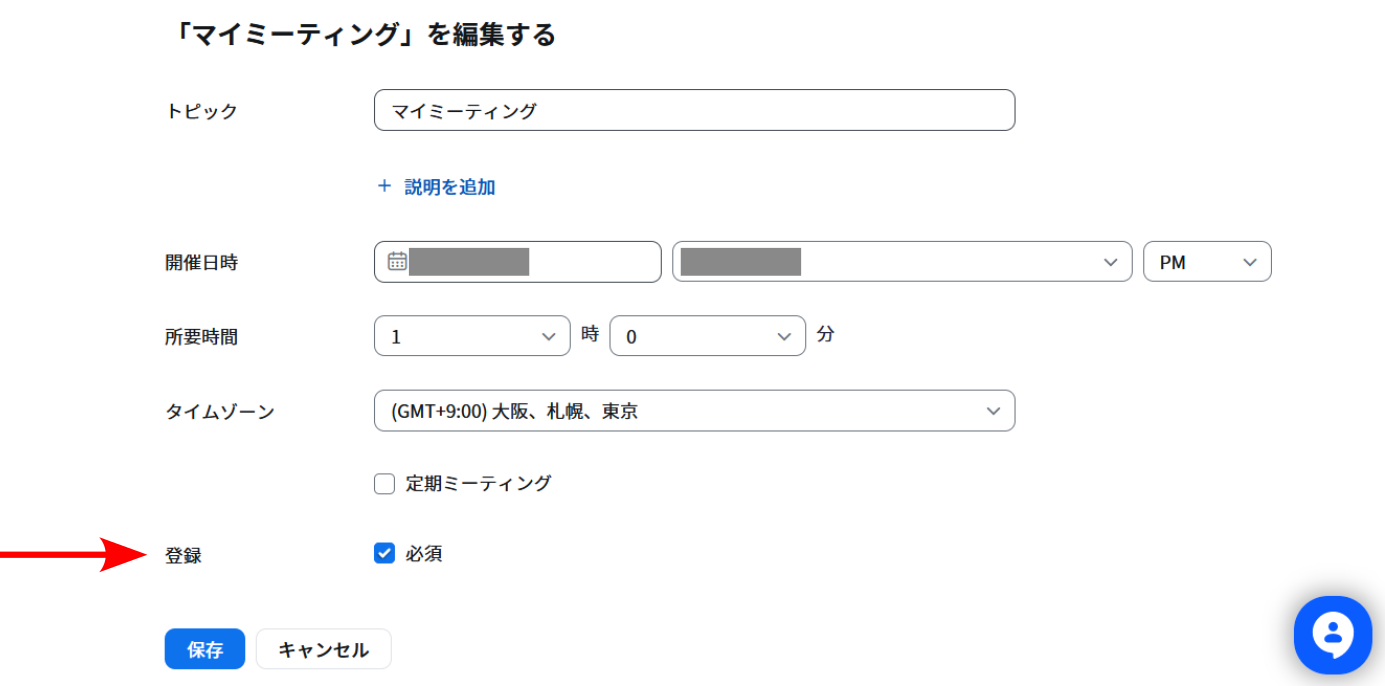 「マイミーティング」を編集する
トピック
マイミーティング
+ 説明を追加
開催日時
PM
所要時間
1 時 0 分
タイムゾーン
(GMT+9:00) 大阪、札幌、東京
定期ミーティング
登録
必須
保存
キャンセル